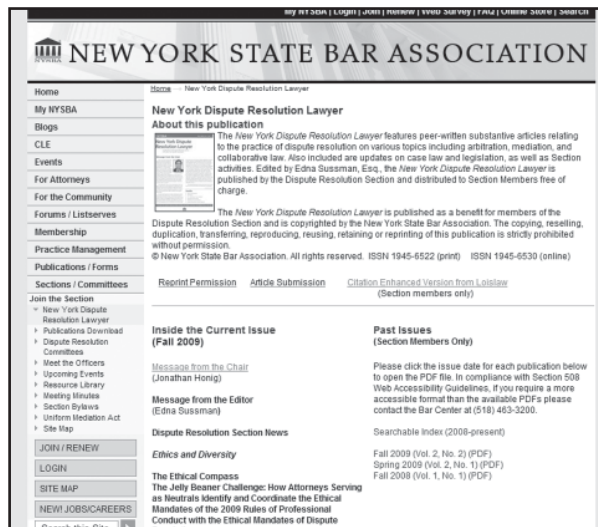 My NYSBA | Login | Join | Renew | Web Survey | FAQ | Online Store | Search
NYSBA
NEW YORK STATE BAR ASSOCIATION
Home
My NYSBA
Blogs
CLE
Events
For Attorneys
For the Community
Forums / Listserves
Membership
Practice Management
Publications / Forms
Sections / Committees
Join the Section
New York Dispute
Resolution Lawyer
Publications Download
Dispute Resolution
Committees
Meet the Officers
Upcoming Events
Resource Library
Meeting Minutes
Section Bylaws
Uniform Mediation Act
Site Map
JOIN / RENEW
LOGIN
SITE MAP
NEW! JOBS/CAREERS
Search this Site
Home → New York Dispute Resolution Lawyer
New York Dispute Resolution Lawyer
About this publication
The New York Dispute Resolution Lawyer features peer-written substantive articles relating
to the practice of dispute resolution on various topics including arbitration, mediation, and
collaborative law. Also included are updates on case law and legislation, as well as Section
activities. Edited by Edna Sussman, Esq., the New York Dispute Resolution Lawyer is
published by the Dispute Resolution Section and distributed to Section Members free of
charge.
The New York Dispute Resolution Lawyer is published as a benefit for members of the
Dispute Resolution Section and is copyrighted by the New York State Bar Association. The copying, reselling,
duplication, transferring, reproducing, reusing, retaining or reprinting of this publication is strictly prohibited
without permission.
© New York State Bar Association. All rights reserved. ISSN 1945-6522 (print) ISSN 1945-6530 (online)
Reprint Permission Article Submission Citation Enhanced Version from Loislaw
(Section members only)
Inside the Current Issue
(Fall 2009)
Message from the Chair
(Jonathan Honig)
Message from the Editor
(Edna Sussman)
Dispute Resolution Section News
Ethics and Diversity
The Ethical Compass
The Jelly Beaner Challenge: How Attorneys Serving
as Neutrals Identify and Coordinate the Ethical
Mandates of the 2009 Rules of Professional
Conduct with the Ethical Mandates of Dispute
Past Issues
(Section Members Only)
Please click the issue date for each publication below
to open the PDF file. In compliance with Section 508
Web Accessibility Guidelines, if you require a more
accessible format than the available PDFs please
contact the Bar Center at (518) 463-3200.
Searchable Index (2008-present)
Fall 2009 (Vol. 2, No. 2) (PDF)
Spring 2009 (Vol. 2, No. 1) (PDF)
Fall 2008 (Vol. 1, No. 1) (PDF)